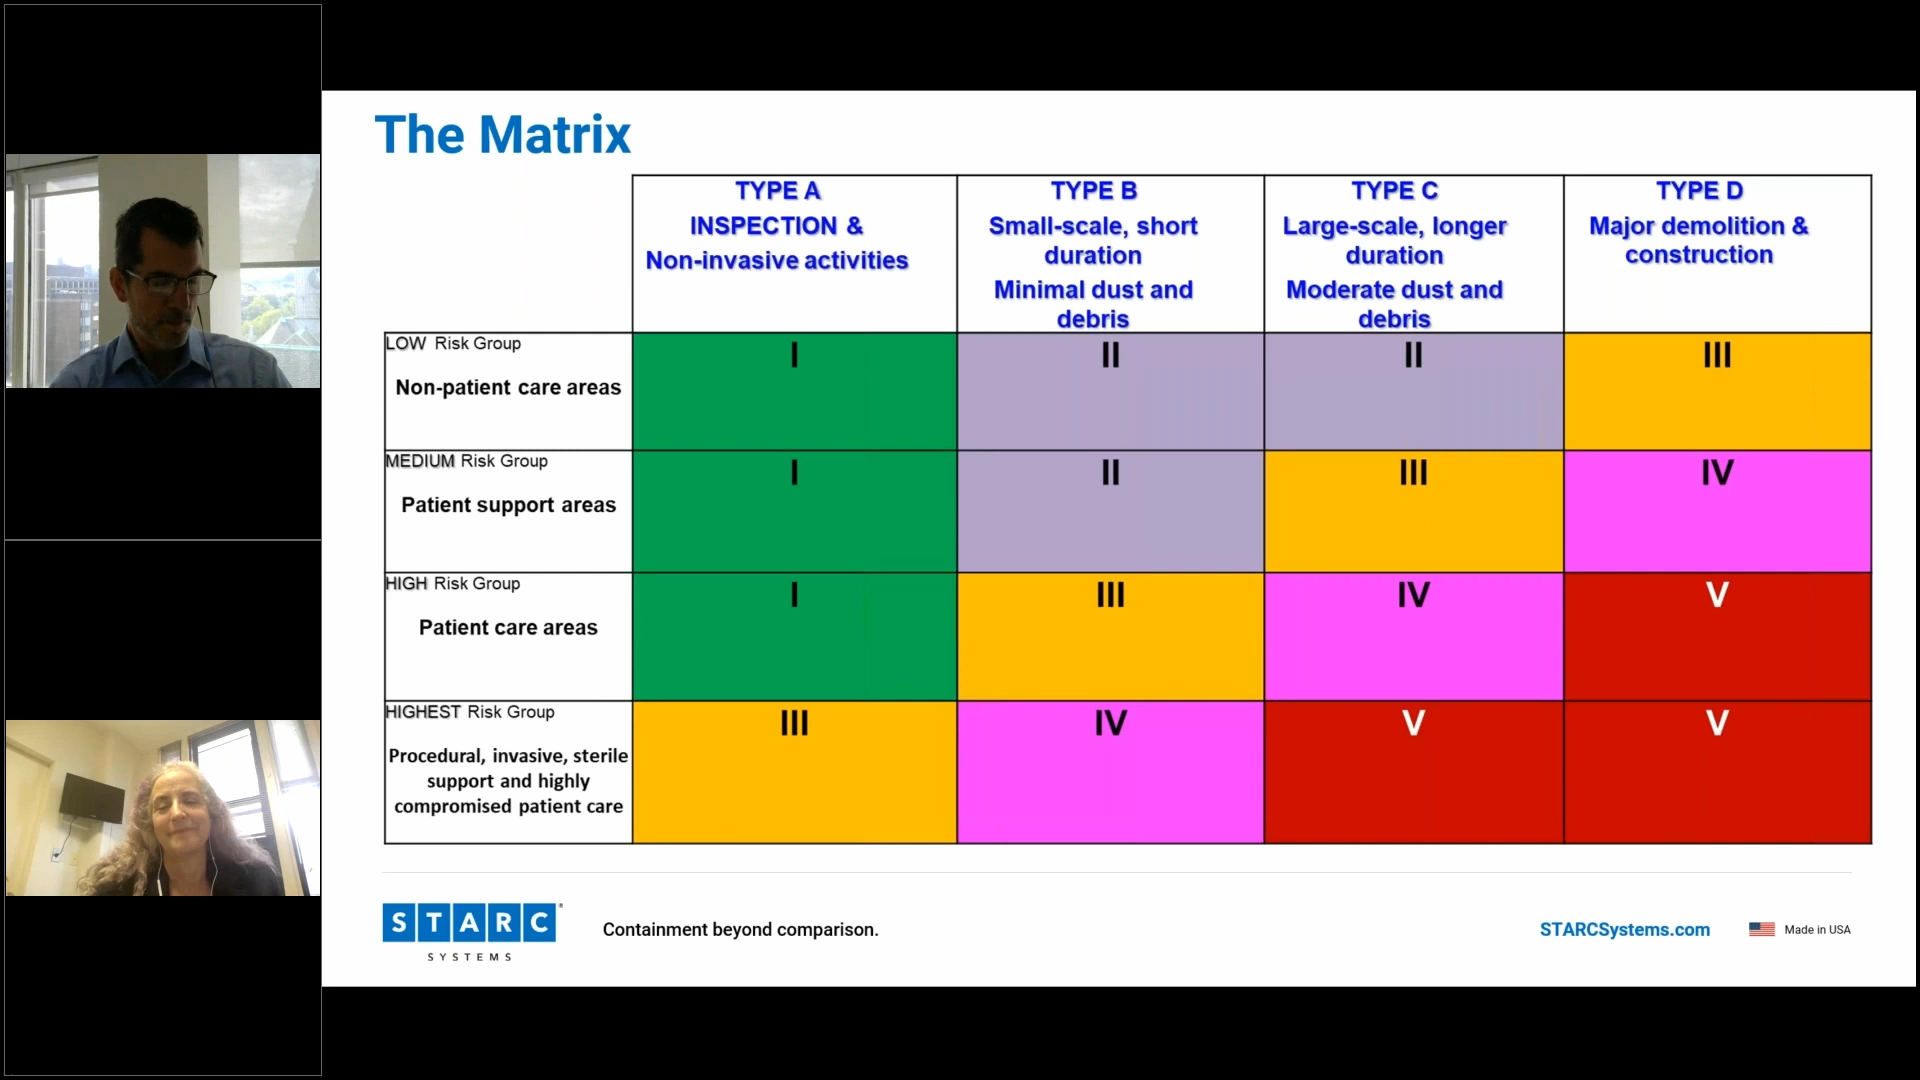 The Matrix
TYPE A
INSPECTION &
Non-invasive activities
TYPE B
Small-scale, short
duration
Minimal dust and
debris
TYPE C
Large-scale, longer
duration
Moderate dust and
debris
TYPE D
Major demolition &
construction
LOW Risk Group
Non-patient care areas
I
II
II
III
MEDIUM Risk Group
Patient support areas
I
II
III
IV
HIGH Risk Group
Patient care areas
I
III
IV
V
HIGHEST Risk Group
Procedural, invasive, sterile
support and highly
compromised patient care
III
IV
V
V
STARC®
SYSTEMS
Containment beyond comparison.
STARCSystems.com
Made in USA